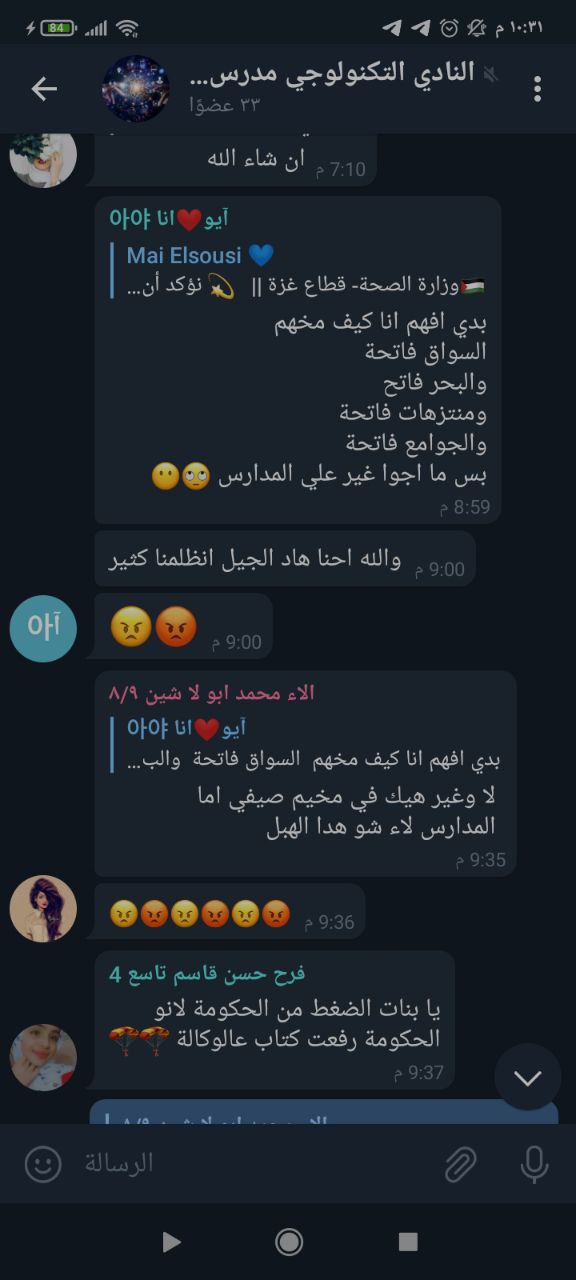 84
١٠:٣١ م
النادي التكنولوجي مدرس...
٣٣ عضوًا
ان شاء الله
7:10 م
آيو❤️انا 아야
Mai Elsousi 💙
🇵🇸وزارة الصحة- قطاع غزة || 💫 نؤكد أن...
بدي افهم انا كيف مخهم
السواق فاتحة
والبحر فاتح
ومنتزهات فاتحة
والجوامع فاتحة
بس ما اجوا غير علي المدارس 🙄😶
8:59 م
والله احنا هاد الجيل انظلمنا كثير
9:00 م
آ아
😠😡
9:00 م
الاء محمد ابو لا شين ٨/٩
آيو❤️انا 아야
بدي افهم انا كيف مخهم السواق فاتحة والب...
لا وغير هيك في مخيم صيفي اما
المدارس لاء شو هدا الهبل
9:35 م
😠😡😠😡😠😡
9:36 م
فرح حسن قاسم تاسع 4
يا بنات الضغط من الحكومة لانو
الحكومة رفعت كتاب عالوكالة 🪂🪂
9:37 م
الرسالة